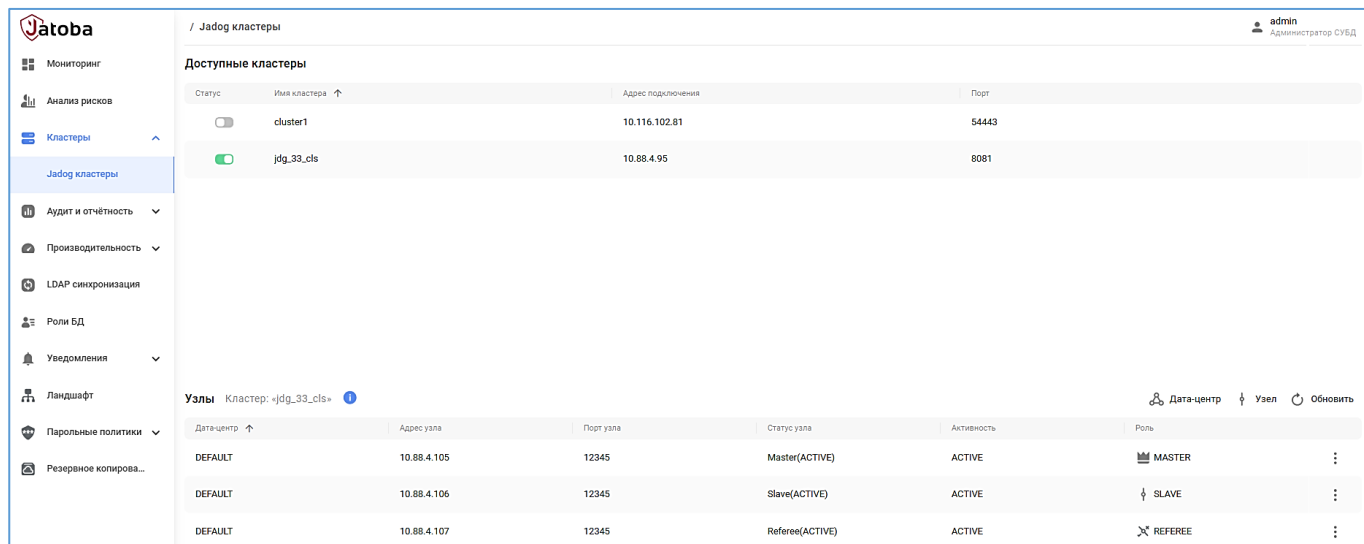 Jatoba
/ Jadog кластеры
admin
Администратор СУБД
Мониторинг
Анализ рисков
Кластеры
Jadog кластеры
Аудит и отчётность
Производительность
LDAP синхронизация
Роли БД
Уведомления
Ландшафт
Парольные политики
Резервное копирова...
Доступные кластеры
Статус Имя кластера Адрес подключения Порт
cluster1 10.116.102.81 54443
jdg_33_cls 10.88.4.95 8081
Узлы Кластер: «jdg_33_cls» i Дата-центр Узел Обновить
Дата-центр Адрес узла Порт узла Статус узла Активность Роль
DEFAULT 10.88.4.105 12345 Master(ACTIVE) ACTIVE MASTER
DEFAULT 10.88.4.106 12345 Slave(ACTIVE) ACTIVE SLAVE
DEFAULT 10.88.4.107 12345 Referee(ACTIVE) ACTIVE REFEREE